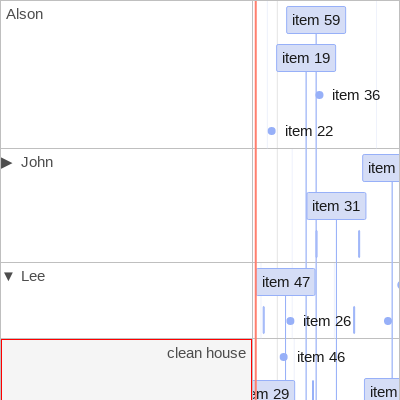 Alson
item 59
item 19
item 36
item 22
▶ John
item
item 31
▼ Lee
item 47
item 26
clean house
item 46
em 29
item